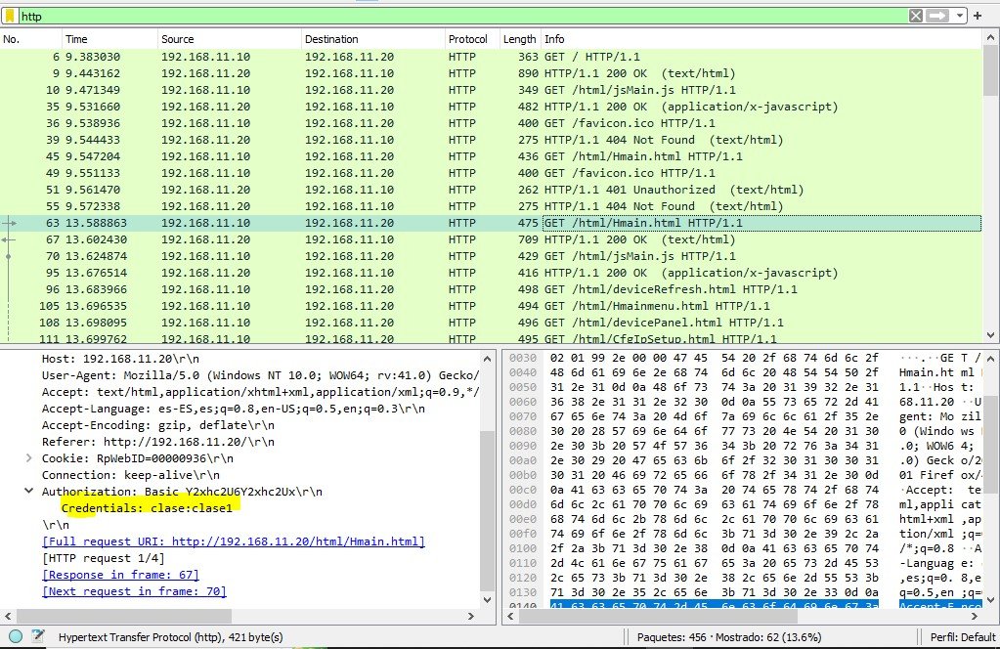 http
No. Time Source Destination Protocol Length Info
6 9.383030 192.168.11.10 192.168.11.20 HTTP 363 GET / HTTP/1.1
9 9.443162 192.168.11.20 192.168.11.10 HTTP 890 HTTP/1.1 200 OK (text/html)
10 9.471349 192.168.11.10 192.168.11.20 HTTP 349 GET /html/jsMain.js HTTP/1.1
35 9.531660 192.168.11.20 192.168.11.10 HTTP 482 HTTP/1.1 200 OK (application/x-javascript)
36 9.538936 192.168.11.10 192.168.11.20 HTTP 400 GET /favicon.ico HTTP/1.1
39 9.544433 192.168.11.20 192.168.11.10 HTTP 275 HTTP/1.1 404 Not Found (text/html)
45 9.547204 192.168.11.10 192.168.11.20 HTTP 436 GET /html/Hmain.html HTTP/1.1
49 9.551133 192.168.11.10 192.168.11.20 HTTP 400 GET /favicon.ico HTTP/1.1
51 9.561470 192.168.11.20 192.168.11.10 HTTP 262 HTTP/1.1 401 Unauthorized (text/html)
55 9.572338 192.168.11.20 192.168.11.10 HTTP 275 HTTP/1.1 404 Not Found (text/html)
63 13.588863 192.168.11.10 192.168.11.20 HTTP 475 GET /html/Hmain.html HTTP/1.1
67 13.602430 192.168.11.20 192.168.11.10 HTTP 709 HTTP/1.1 200 OK (text/html)
70 13.624874 192.168.11.10 192.168.11.20 HTTP 429 GET /html/jsMain.js HTTP/1.1
95 13.676514 192.168.11.20 192.168.11.10 HTTP 416 HTTP/1.1 200 OK (application/x-javascript)
96 13.683966 192.168.11.10 192.168.11.20 HTTP 498 GET /html/deviceRefresh.html HTTP/1.1
105 13.696535 192.168.11.10 192.168.11.20 HTTP 494 GET /html/Hmainmenu.html HTTP/1.1
108 13.698095 192.168.11.10 192.168.11.20 HTTP 496 GET /html/devicePanel.html HTTP/1.1
111 13.699762 192.168.11.10 192.168.11.20 HTTP 495 GET /html/CfgIpSetup.html HTTP/1.1
Host: 192.168.11.20\r\n
User-Agent: Mozilla/5.0 (Windows NT 10.0; WOW64; rv:41.0) Gecko/
Accept: text/html,application/xhtml+xml,application/xml;q=0.9,*/
Accept-Language: es-ES,es;q=0.8,en-US;q=0.5,en;q=0.3\r\n
Accept-Encoding: gzip, deflate\r\n
Referer: http://192.168.11.20/\r\n
Cookie: RpWebID=00000936\r\n
Connection: keep-alive\r\n
Authorization: Basic Y2xhc2U6Y2xhc2Ux\r\n
Credentials: clase:clase1
\r\n
[Full request URI: http://192.168.11.20/html/Hmain.html]
[HTTP request 1/4]
[Response in frame: 67]
[Next request in frame: 70]
0030 02 01 99 2e 00 00 47 45 54 20 2f 68 74 6d 6c 2f ......GE T /
0040 48 6d 61 69 6e 2e 68 74 6d 6c 20 48 54 54 50 2f Hmain.ht ml
0050 31 2e 31 0d 0a 48 6f 73 74 3a 20 31 39 32 2e 31 1.1··Hos t:
0060 36 38 2e 31 31 2e 32 30 0d 0a 55 73 65 72 2d 41 68.11.20 ··U
0070 67 65 6e 74 3a 20 4d 6f 7a 69 6c 6c 61 2f 35 2e gent: Mo zil
0080 30 20 28 57 69 6e 64 6f 77 73 20 4e 54 20 31 30 0 (Windo ws
0090 2e 30 3b 20 57 4f 57 36 34 3b 20 72 76 3a 34 31 .0; WOW6 4;
00a0 2e 30 29 20 47 65 63 6b 6f 2f 32 30 31 30 30 31 .0) Geck o/2
00b0 30 31 20 46 69 72 65 66 6f 78 2f 34 31 2e 30 0d 01 Firef ox/
00c0 0a 41 63 63 65 70 74 3a 20 74 65 78 74 2f 68 74 ·Accept: te
00d0 6d 6c 2c 61 70 70 6c 69 63 61 74 69 6f 6e 2f 78 ml,appli cat
00e0 68 74 6d 6c 2b 78 6d 6c 2c 61 70 70 6c 69 63 61 html+xml ,ap
00f0 74 69 6f 6e 2f 78 6d 6c 3b 71 3d 30 2e 39 2c 2a tion/xml ;q=
0100 2f 2a 3b 71 3d 30 2e 38 0d 0a 41 63 63 65 70 74 /*;q=0.8 ··A
0110 2d 4c 61 6e 67 75 61 67 65 3a 20 65 73 2d 45 53 -Languag e:
0120 2c 65 73 3b 71 3d 30 2e 38 2c 65 6e 2d 55 53 3b ,es;q=0. 8,e
0130 71 3d 30 2e 35 2c 65 6e 3b 71 3d 30 2e 33 0d 0a q=0.5,en ;q=
0140 41 63 63 65 70 74 2d 45 6e 63 6f 64 69 6e 67 3a Accept-E nco
Hypertext Transfer Protocol (http), 421 byte(s)
Paquetes: 456 · Mostrado: 62 (13.6%)
Perfil: Default